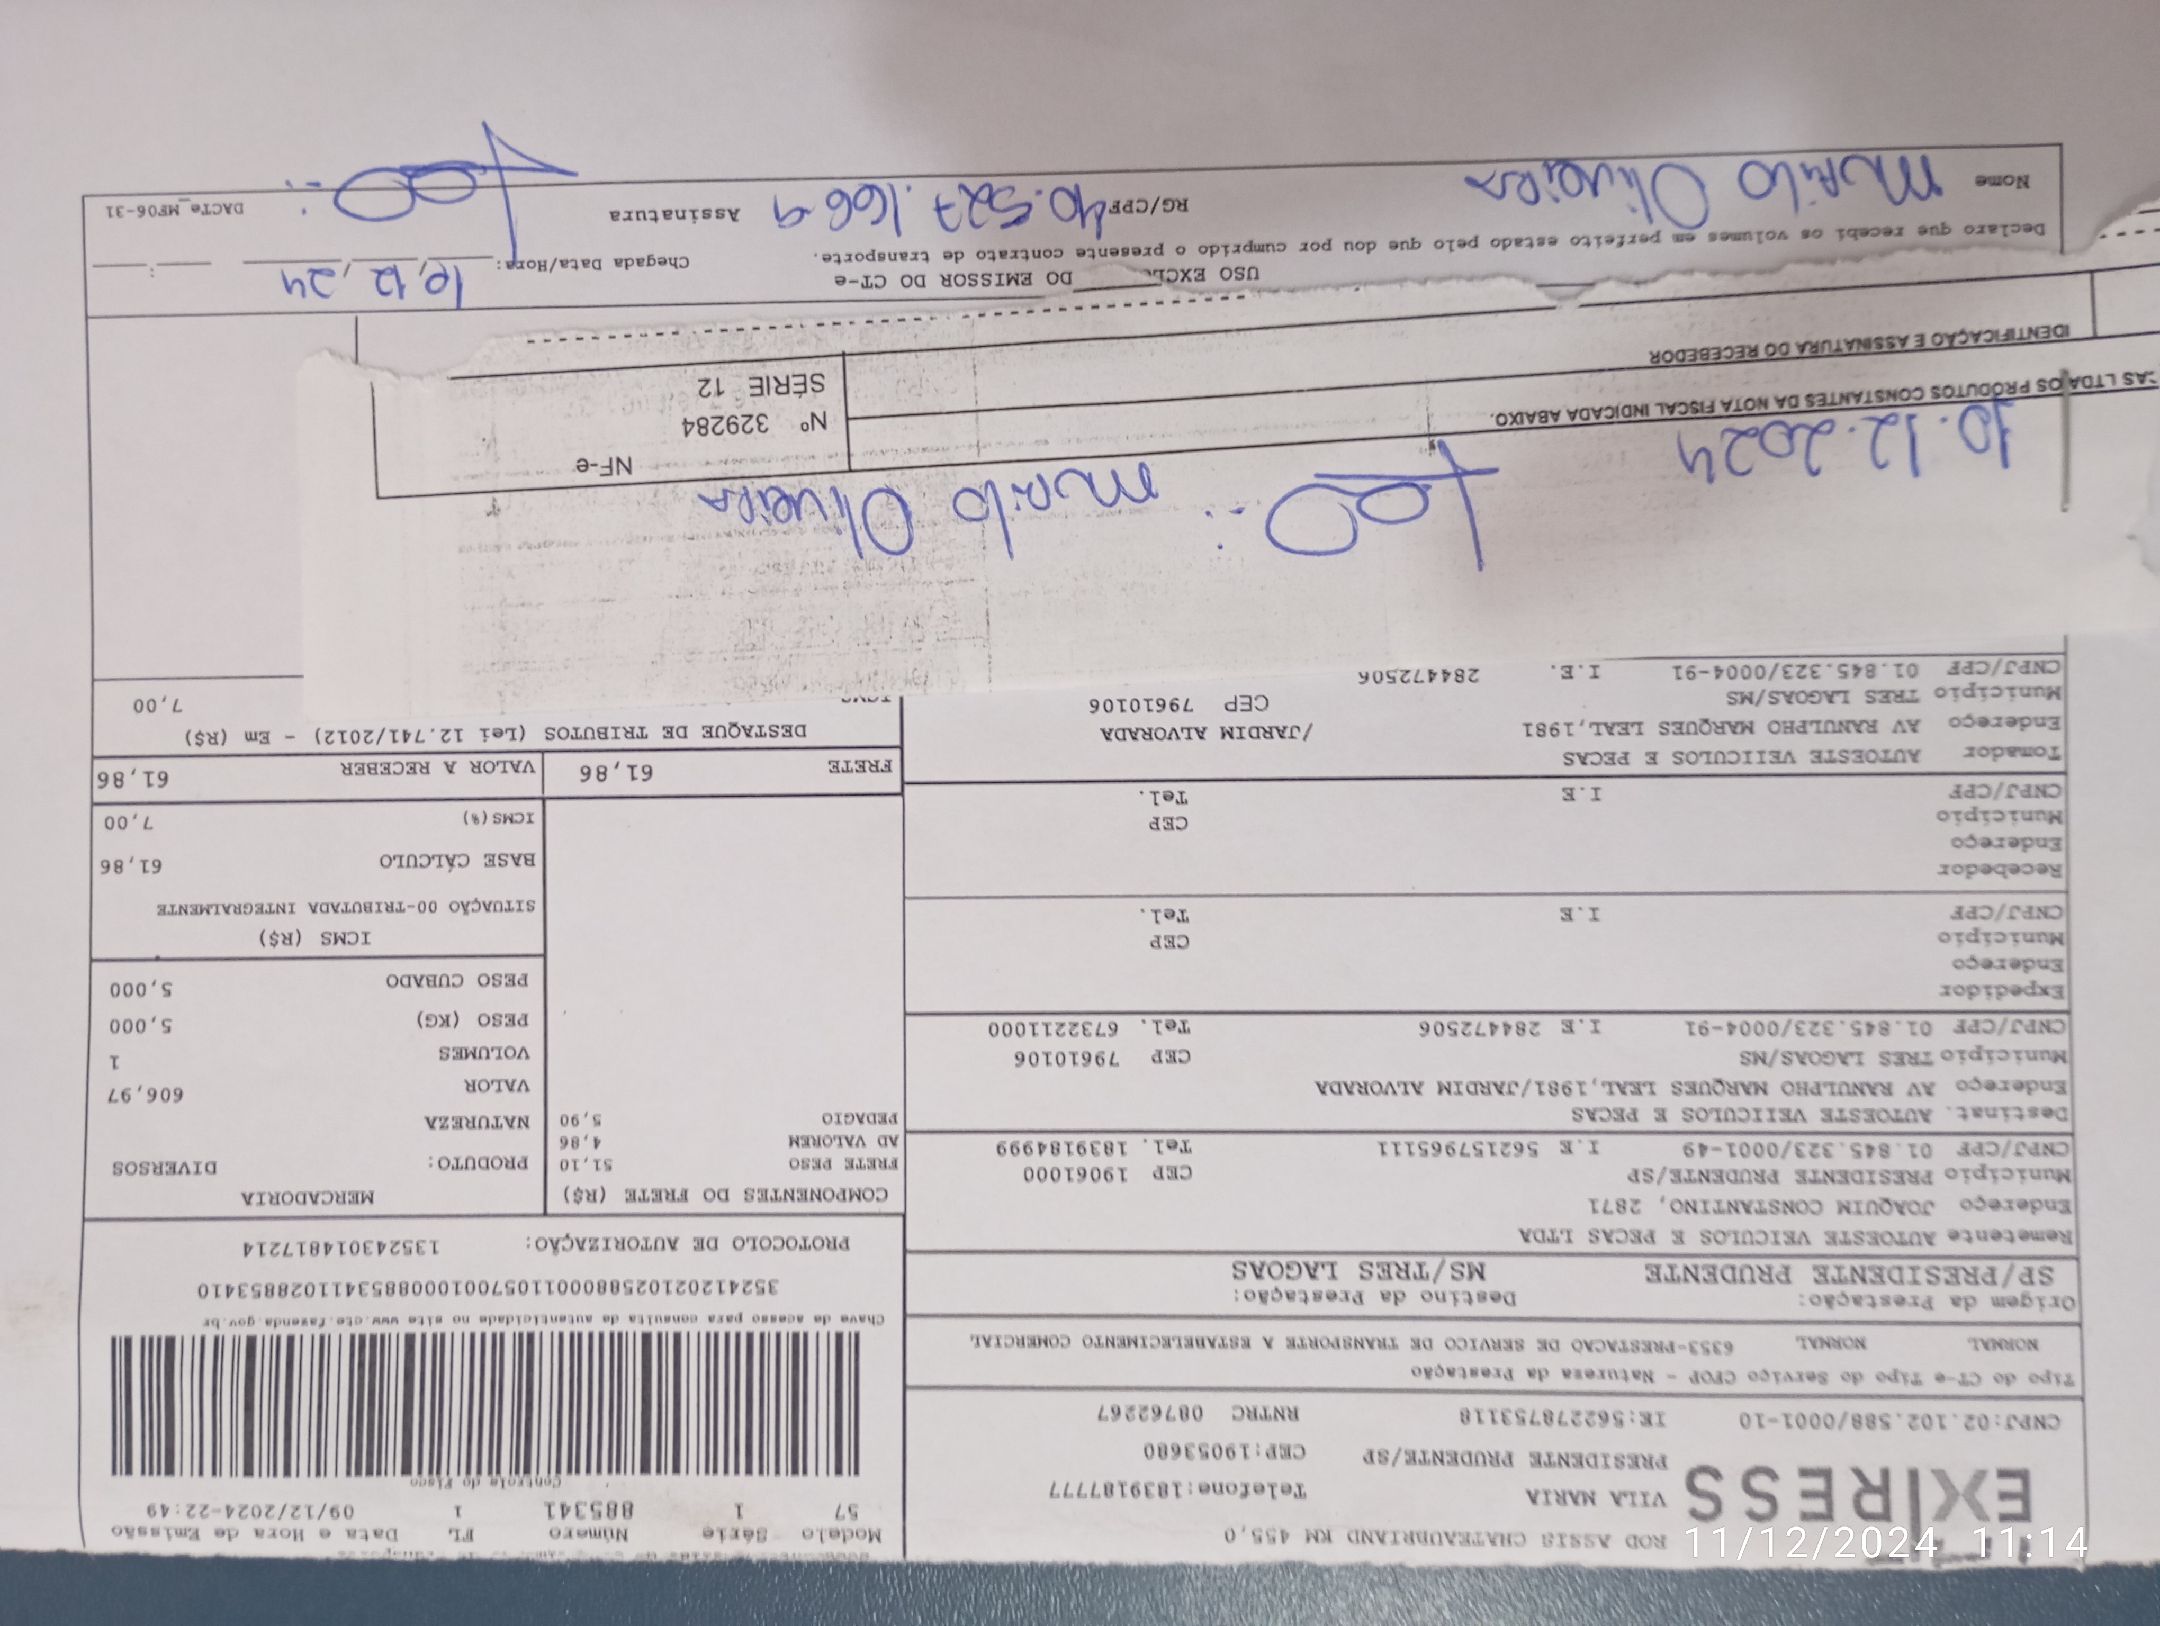 EXPRESS
ROD ASSIS CHATEAUBRIAND KM 455,0
VILA MARIA Telefone:1839187777
PRESIDENTE PRUDENTE/SP CEP:19053680
CNPJ:02.102.588/0001-10 IE:562278753118 RNTRC 08762267
Modelo Série Número FL Data e Hora de Emissão
57 1 885341 1 09/12/2024-22:49
Controle do Fisco
Tipo do CT-e Tipo do Serviço CFOP - Natureza da Prestação
NORMAL NORMAL 6353-PRESTACAO DE SERVICO DE TRANSPORTE A ESTABELECIMENTO COMERCIAL
Chave de acesso para consulta de autenticidade no site www.cte.fazenda.gov.br
35241202102588000110570010008853411028853410
Origem da Prestação: Destino da Prestação:
SP/PRESIDENTE PRUDENTE MS/TRES LAGOAS
PROTOCOLO DE AUTORIZAÇÃO: 135243014817214
Remetente AUTOESTE VEICULOS E PECAS LTDA
Endereço JOAQUIM CONSTANTINO, 2871
Município PRESIDENTE PRUDENTE/SP CEP 19061000
CNPJ/CPF 01.845.323/0001-49 I.E 562157965111 Tel. 1839184999
Destinat. AUTOESTE VEIICULOS E PECAS
Endereço AV RANULPHO MARQUES LEAL,1981/JARDIM ALVORADA
Município TRES LAGOAS/MS CEP 79610106
CNPJ/CPF 01.845.323/0004-91 I.E 284472506 Tel. 6732211000
Expedidor
Endereço
Município CEP
CNPJ/CPF I.E Tel.
Recebedor
Endereço
Município CEP
CNPJ/CPF I.E Tel.
Tomador AUTOESTE VEIICULOS E PECAS
Endereço AV RANULPHO MARQUES LEAL,1981 /JARDIM ALVORADA
Município TRES LAGOAS/MS CEP 79610106
CNPJ/CPF 01.845.323/0004-91 I.E. 284472506
COMPONENTES DO FRETE (R$)
FRETE PESO 51,10
AD VALOREM 4,86
PEDAGIO 5,90
FRETE 61,86
MERCADORIA
PRODUTO: DIVERSOS
NATUREZA
VALOR 606,97
VOLUMES 1
PESO (KG) 5,000
PESO CUBADO 5,000
ICMS (R$)
SITUAÇÃO 00-TRIBUTADA INTEGRALMENTE
BASE CÁLCULO 61,86
ICMS(%) 7,00
VALOR A RECEBER 61,86
DESTAQUE DE TRIBUTOS (Lei 12.741/2012) - Em (R$)
ICMS 7,00
Murilo Oliveira
10.12.2024
NF-e
Nº 329284
SÉRIE 12
ÇAS LTDA OS PRODUTOS CONSTANTES DA NOTA FISCAL INDICADA ABAIXO.
IDENTIFICAÇÃO E ASSINATURA DO RECEBEDOR
USO EXCL DO EMISSOR DO CT-e
Declaro que recebi os volumes em perfeito estado pelo que dou por cumprido o presente contrato de transporte.
Chegada Data/Hora: 10,12,24 __:__
Nome Murilo Oliveira RG/CPF 40.527.166 9 Assinatura
DACTe_MF06-31
11/12/2024 11:14